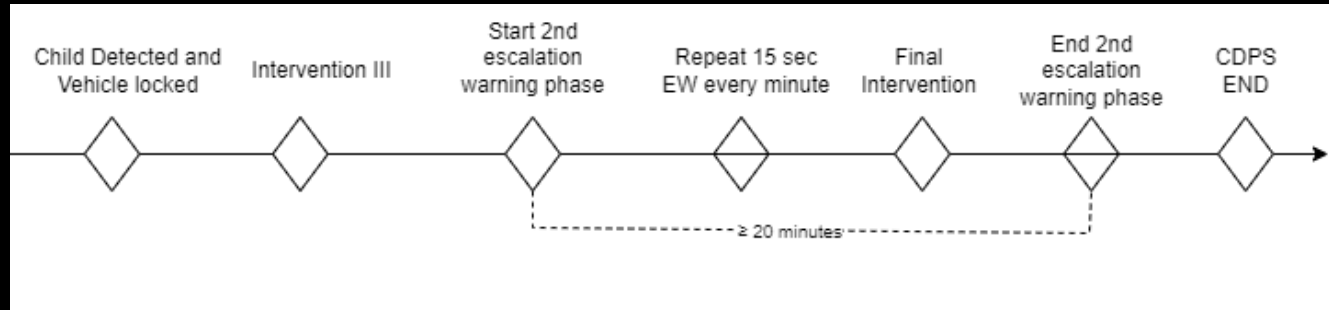 Child Detected and
Vehicle locked
Intervention III
Start 2nd
escalation
warning phase
Repeat 15 sec
EW every minute
Final
Intervention
End 2nd
escalation
warning phase
CDPS
END
≥ 20 minutes